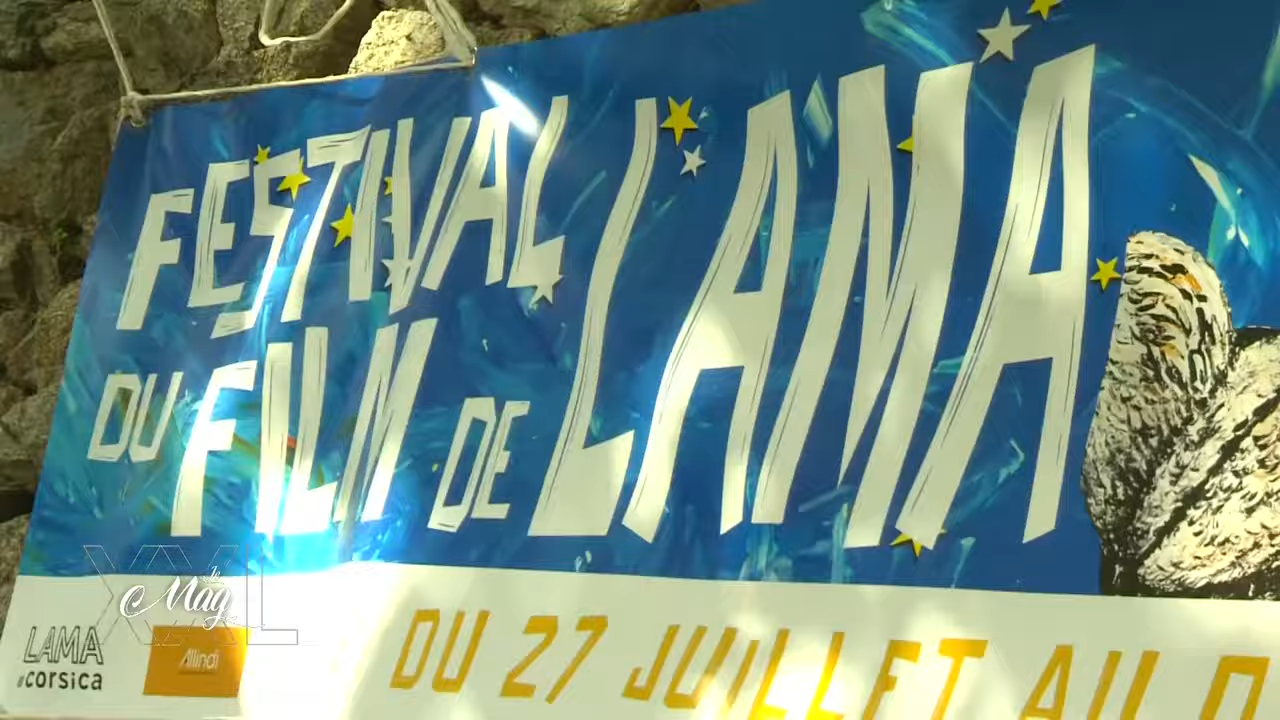 FESTIVAL
DU FILM DE LAMA
XXL
le
Mag
LAMA
#corsica
Allindi
DU 27 JUILLET AU